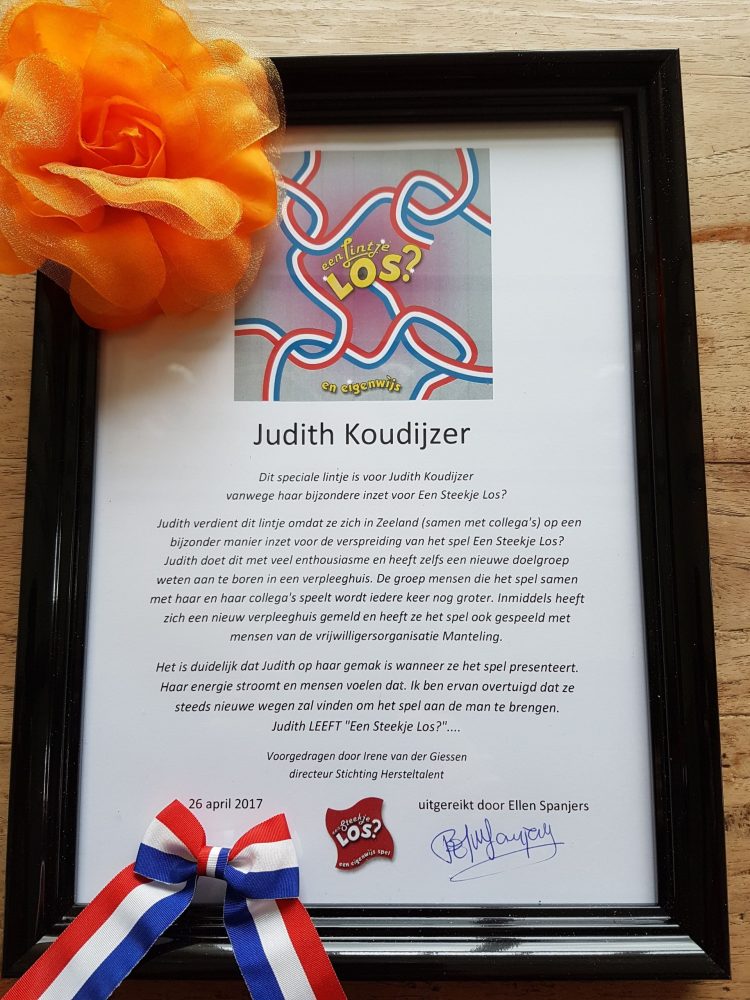 een lintje
LOS?
en eigenwijs
Judith Koudijzer
Dit speciale lintje is voor Judith Koudijzer
vanwege haar bijzondere inzet voor Een Steekje Los?
Judith verdient dit lintje omdat ze zich in Zeeland (samen met collega's) op een
bijzonder manier inzet voor de verspreiding van het spel Een Steekje Los?
Judith doet dit met veel enthousiasme en heeft zelfs een nieuwe doelgroep
weten aan te boren in een verpleeghuis. De groep mensen die het spel samen
met haar en haar collega's speelt wordt iedere keer nog groter. Inmiddels heeft
zich een nieuw verpleeghuis gemeld en heeft ze het spel ook gespeeld met
mensen van de vrijwilligersorganisatie Manteling.
Het is duidelijk dat Judith op haar gemak is wanneer ze het spel presenteert.
Haar energie stroomt en mensen voelen dat. Ik ben ervan overtuigd dat ze
steeds nieuwe wegen zal vinden om het spel aan de man te brengen.
Judith LEEFT "Een Steekje Los?"....
Voorgedragen door Irene van der Giessen
directeur Stichting Hersteltalent
26 april 2017
uitgereikt door Ellen Spanjers
een Steekje
LOS?
een eigenwijs spel